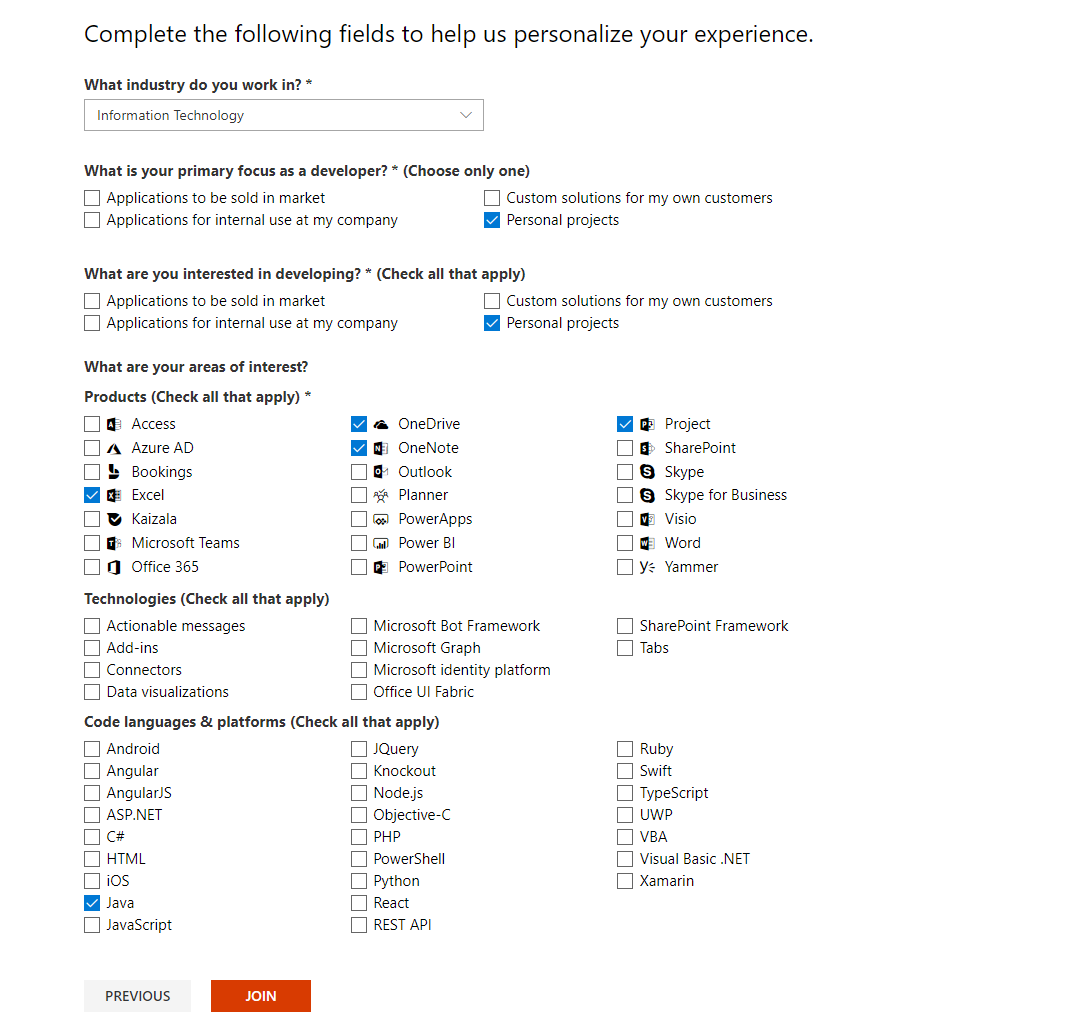 Complete the following fields to help us personalize your experience.
What industry do you work in? *
Information Technology
What is your primary focus as a developer? * (Choose only one)
Applications to be sold in market Custom solutions for my own customers
Applications for internal use at my company Personal projects
What are you interested in developing? * (Check all that apply)
Applications to be sold in market Custom solutions for my own customers
Applications for internal use at my company Personal projects
What are your areas of interest?
Products (Check all that apply) *
Access OneDrive Project
Azure AD OneNote SharePoint
Bookings Outlook Skype
Excel Planner Skype for Business
Kaizala PowerApps Visio
Microsoft Teams Power BI Word
Office 365 PowerPoint Yammer
Technologies (Check all that apply)
Actionable messages Microsoft Bot Framework SharePoint Framework
Add-ins Microsoft Graph Tabs
Connectors Microsoft identity platform
Data visualizations Office UI Fabric
Code languages & platforms (Check all that apply)
Android JQuery Ruby
Angular Knockout Swift
AngularJS Node.js TypeScript
ASP.NET Objective-C UWP
C# PHP VBA
HTML PowerShell Visual Basic .NET
iOS Python Xamarin
Java React
JavaScript REST API
PREVIOUS JOIN